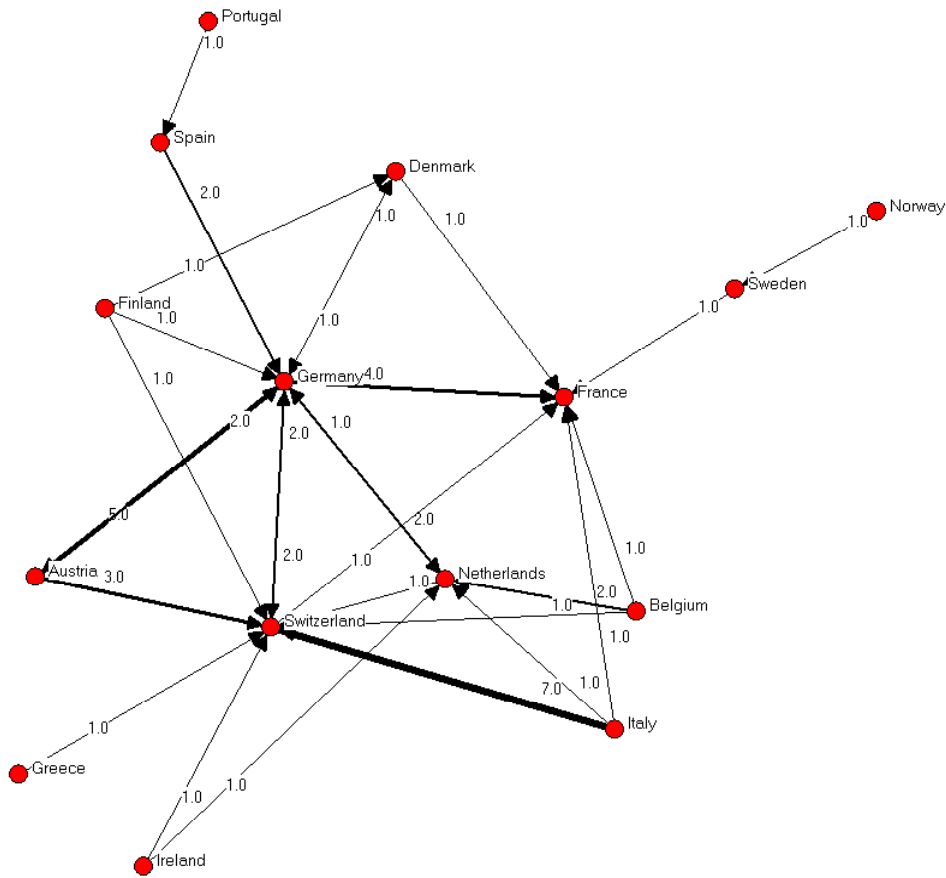 Portugal
1.0
Spain
Denmark
2.0
Norway
1.0
1.0
1.0
1.0
Sweden
Finland
1.0
1.0
1.0
1.0
Germany
4.0
France
2.0
1.0
2.0
5.0
2.0
1.0
2.0
1.0
Austria
3.0
1.0
Netherlands
2.0
1.0
Belgium
Switzerland
1.0
7.0
1.0
Italy
1.0
Greece
1.0
1.0
Ireland